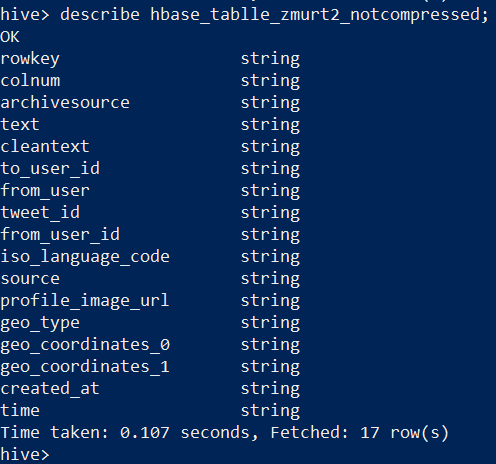 hive> describe hbase_tablle_zmurt2_notcompressed;
OK
rowkey string
colnum string
archivesource string
text string
cleantext string
to_user_id string
from_user string
tweet_id string
from_user_id string
iso_language_code string
source string
profile_image_url string
geo_type string
geo_coordinates_0 string
geo_coordinates_1 string
created_at string
time string
Time taken: 0.107 seconds, Fetched: 17 row(s)
hive>